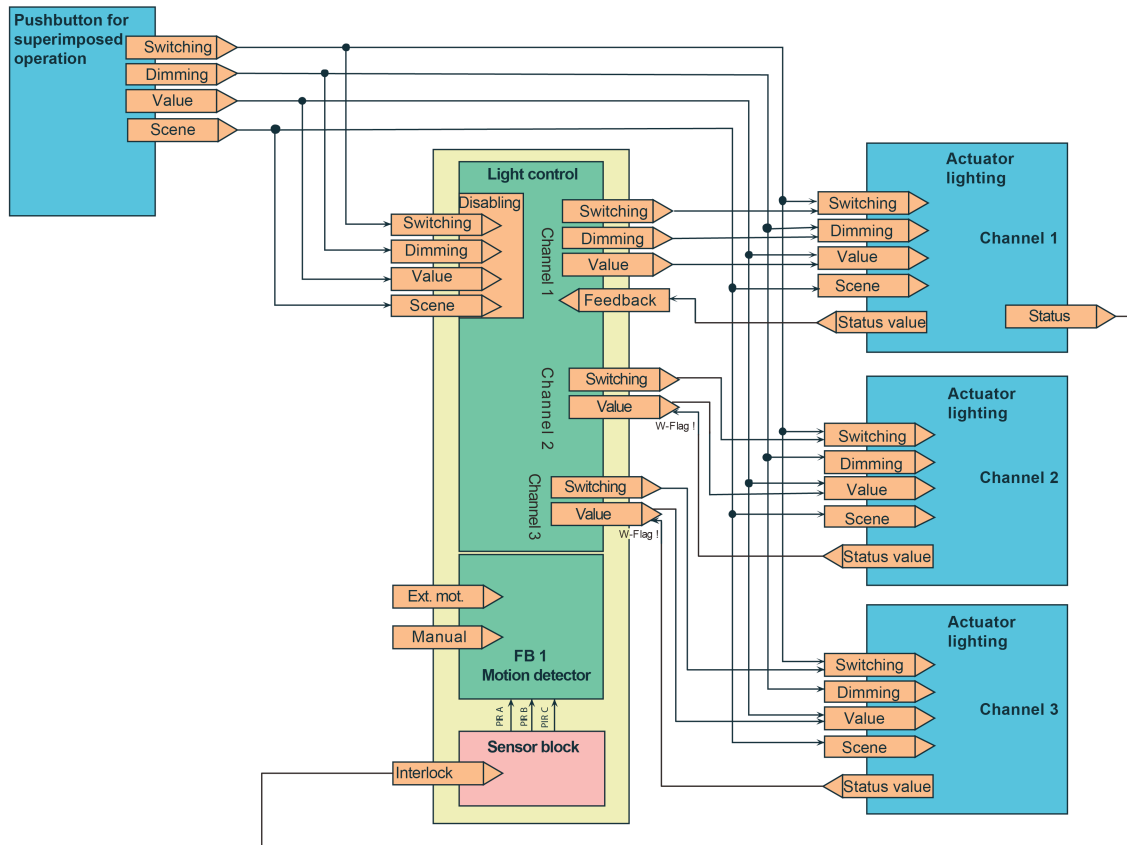 Pushbutton for
superimposed
operation
Switching
Dimming
Value
Scene
Light control
Disabling
Switching
Dimming
Value
Scene
Channel 1
Switching
Dimming
Value
Feedback
Channel 2
Switching
Value
W-Flag !
Channel 3
Switching
Value
W-Flag !
Ext. mot.
Manual
FB 1
Motion detector
PIR A
PIR B
PIR C
Sensor block
Interlock
Actuator
lighting
Channel 1
Switching
Dimming
Value
Scene
Status value
Status
Actuator
lighting
Channel 2
Switching
Dimming
Value
Scene
Status value
Actuator
lighting
Channel 3
Switching
Dimming
Value
Scene
Status value